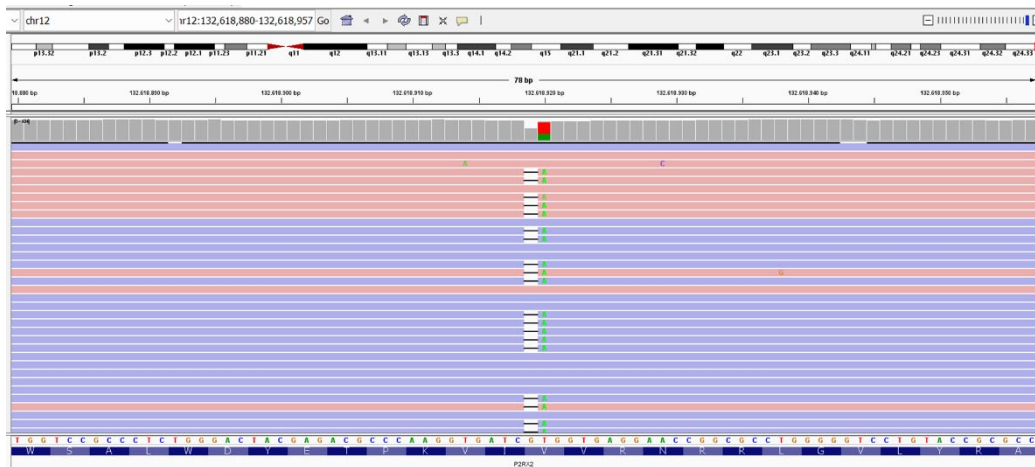 chr12 r12:132,618,880-132,618,957 Go
p13.32 p13.2 p12.3 p12.2 p12.1 p11.23 p11.21 q11 q12 q13.11 q13.13 q13.3 q14.1 q14.2 q15 q21.1 q21.2 q21.31 q21.32 q22 q23.1 q23.2 q23.3 q24.11 q24.21 q24.23 q24.31 q24.32 q24.33
78 bp
18.880 bp 132.618.890 bp 132.618.900 bp 132.618.910 bp 132.618.920 bp 132.618.930 bp 132.618.940 bp 132.618.950 bp
A C
A
A
A
A
A
A
A
A
A G
A
A
A
A
A
A
A
A
A
T G G T C C G C C C T C T G G G A C T A C G A G A C G C C C A A G G T G A T C G T G G T G A G G A A C C G G C G C C T G G G G G T C C T G T A C C G C G C C
W S A L W D Y E T P K V I V V R N R R L G V L Y R A
P2RX2